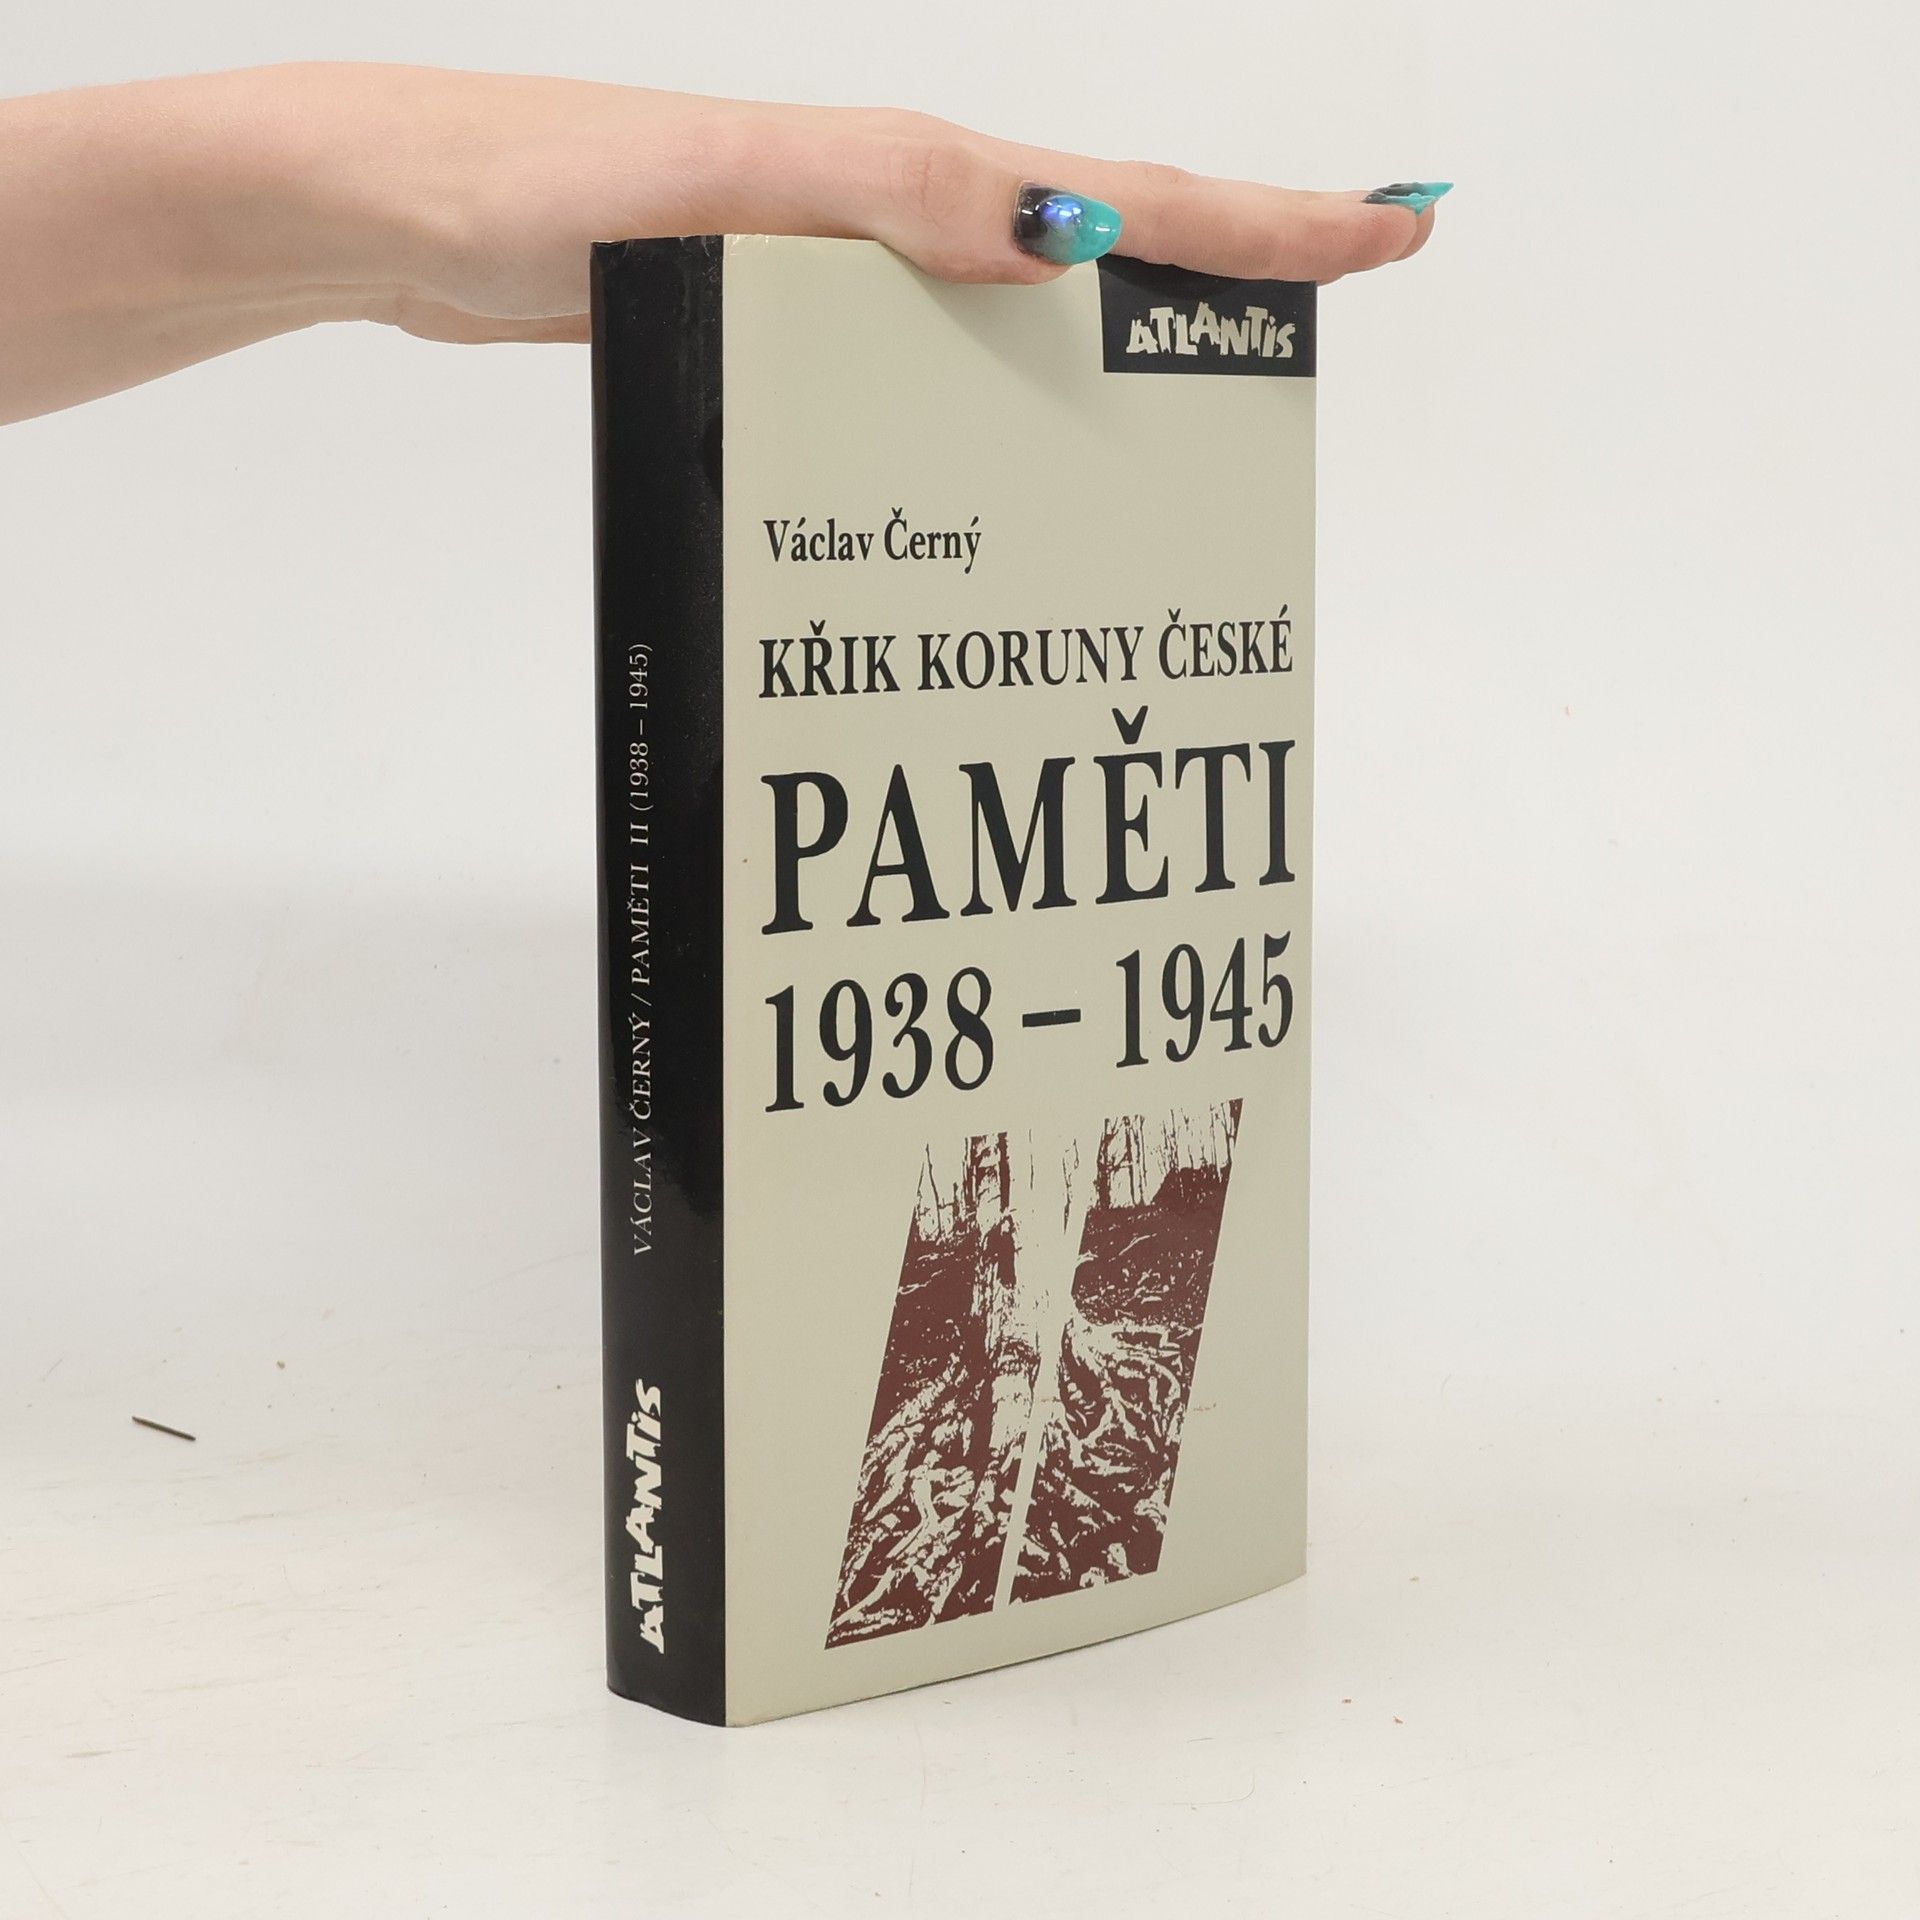 ATLANTIS
Václav Černý
KŘIK KORUNY ČESKÉ
PAMĚTI
1938 – 1945
VÁCLAV ČERNÝ / PAMĚTI II (1938 – 1945)
ATLANTIS